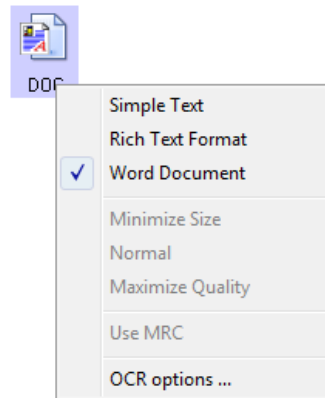 DOC
Simple Text
Rich Text Format
Word Document
Minimize Size
Normal
Maximize Quality
Use MRC
OCR options ...